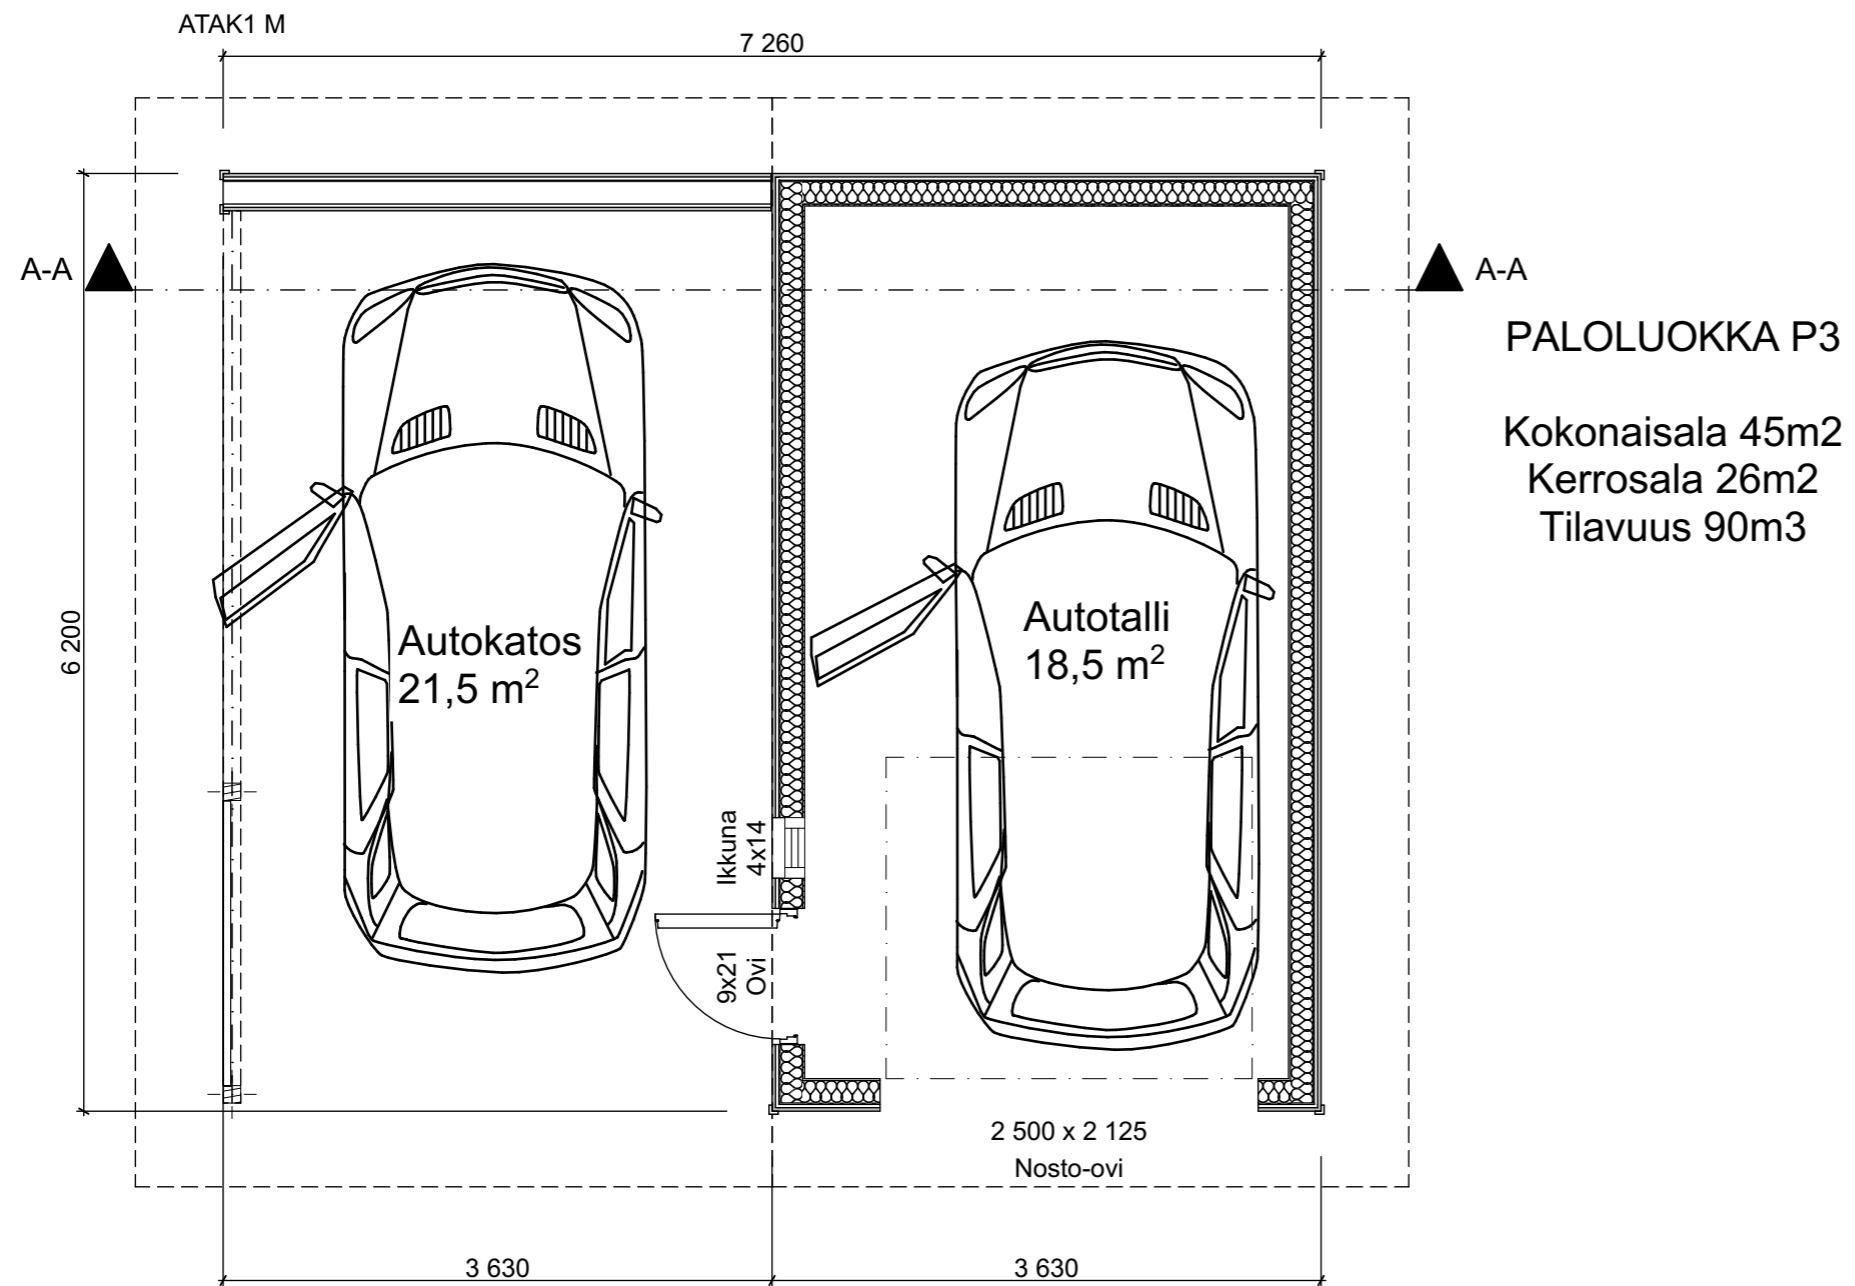 ATAK1 M
7 260
A-A
A-A
PALOLUOKKA P3
Kokonaisala 45m2
Kerrosala 26m2
Tilavuus 90m3
6 200
Autokatos
21,5 m²
Autotalli
18,5 m²
Ikkuna
4x14
9x21
Ovi
2 500 x 2 125
Nosto-ovi
3 630
3 630